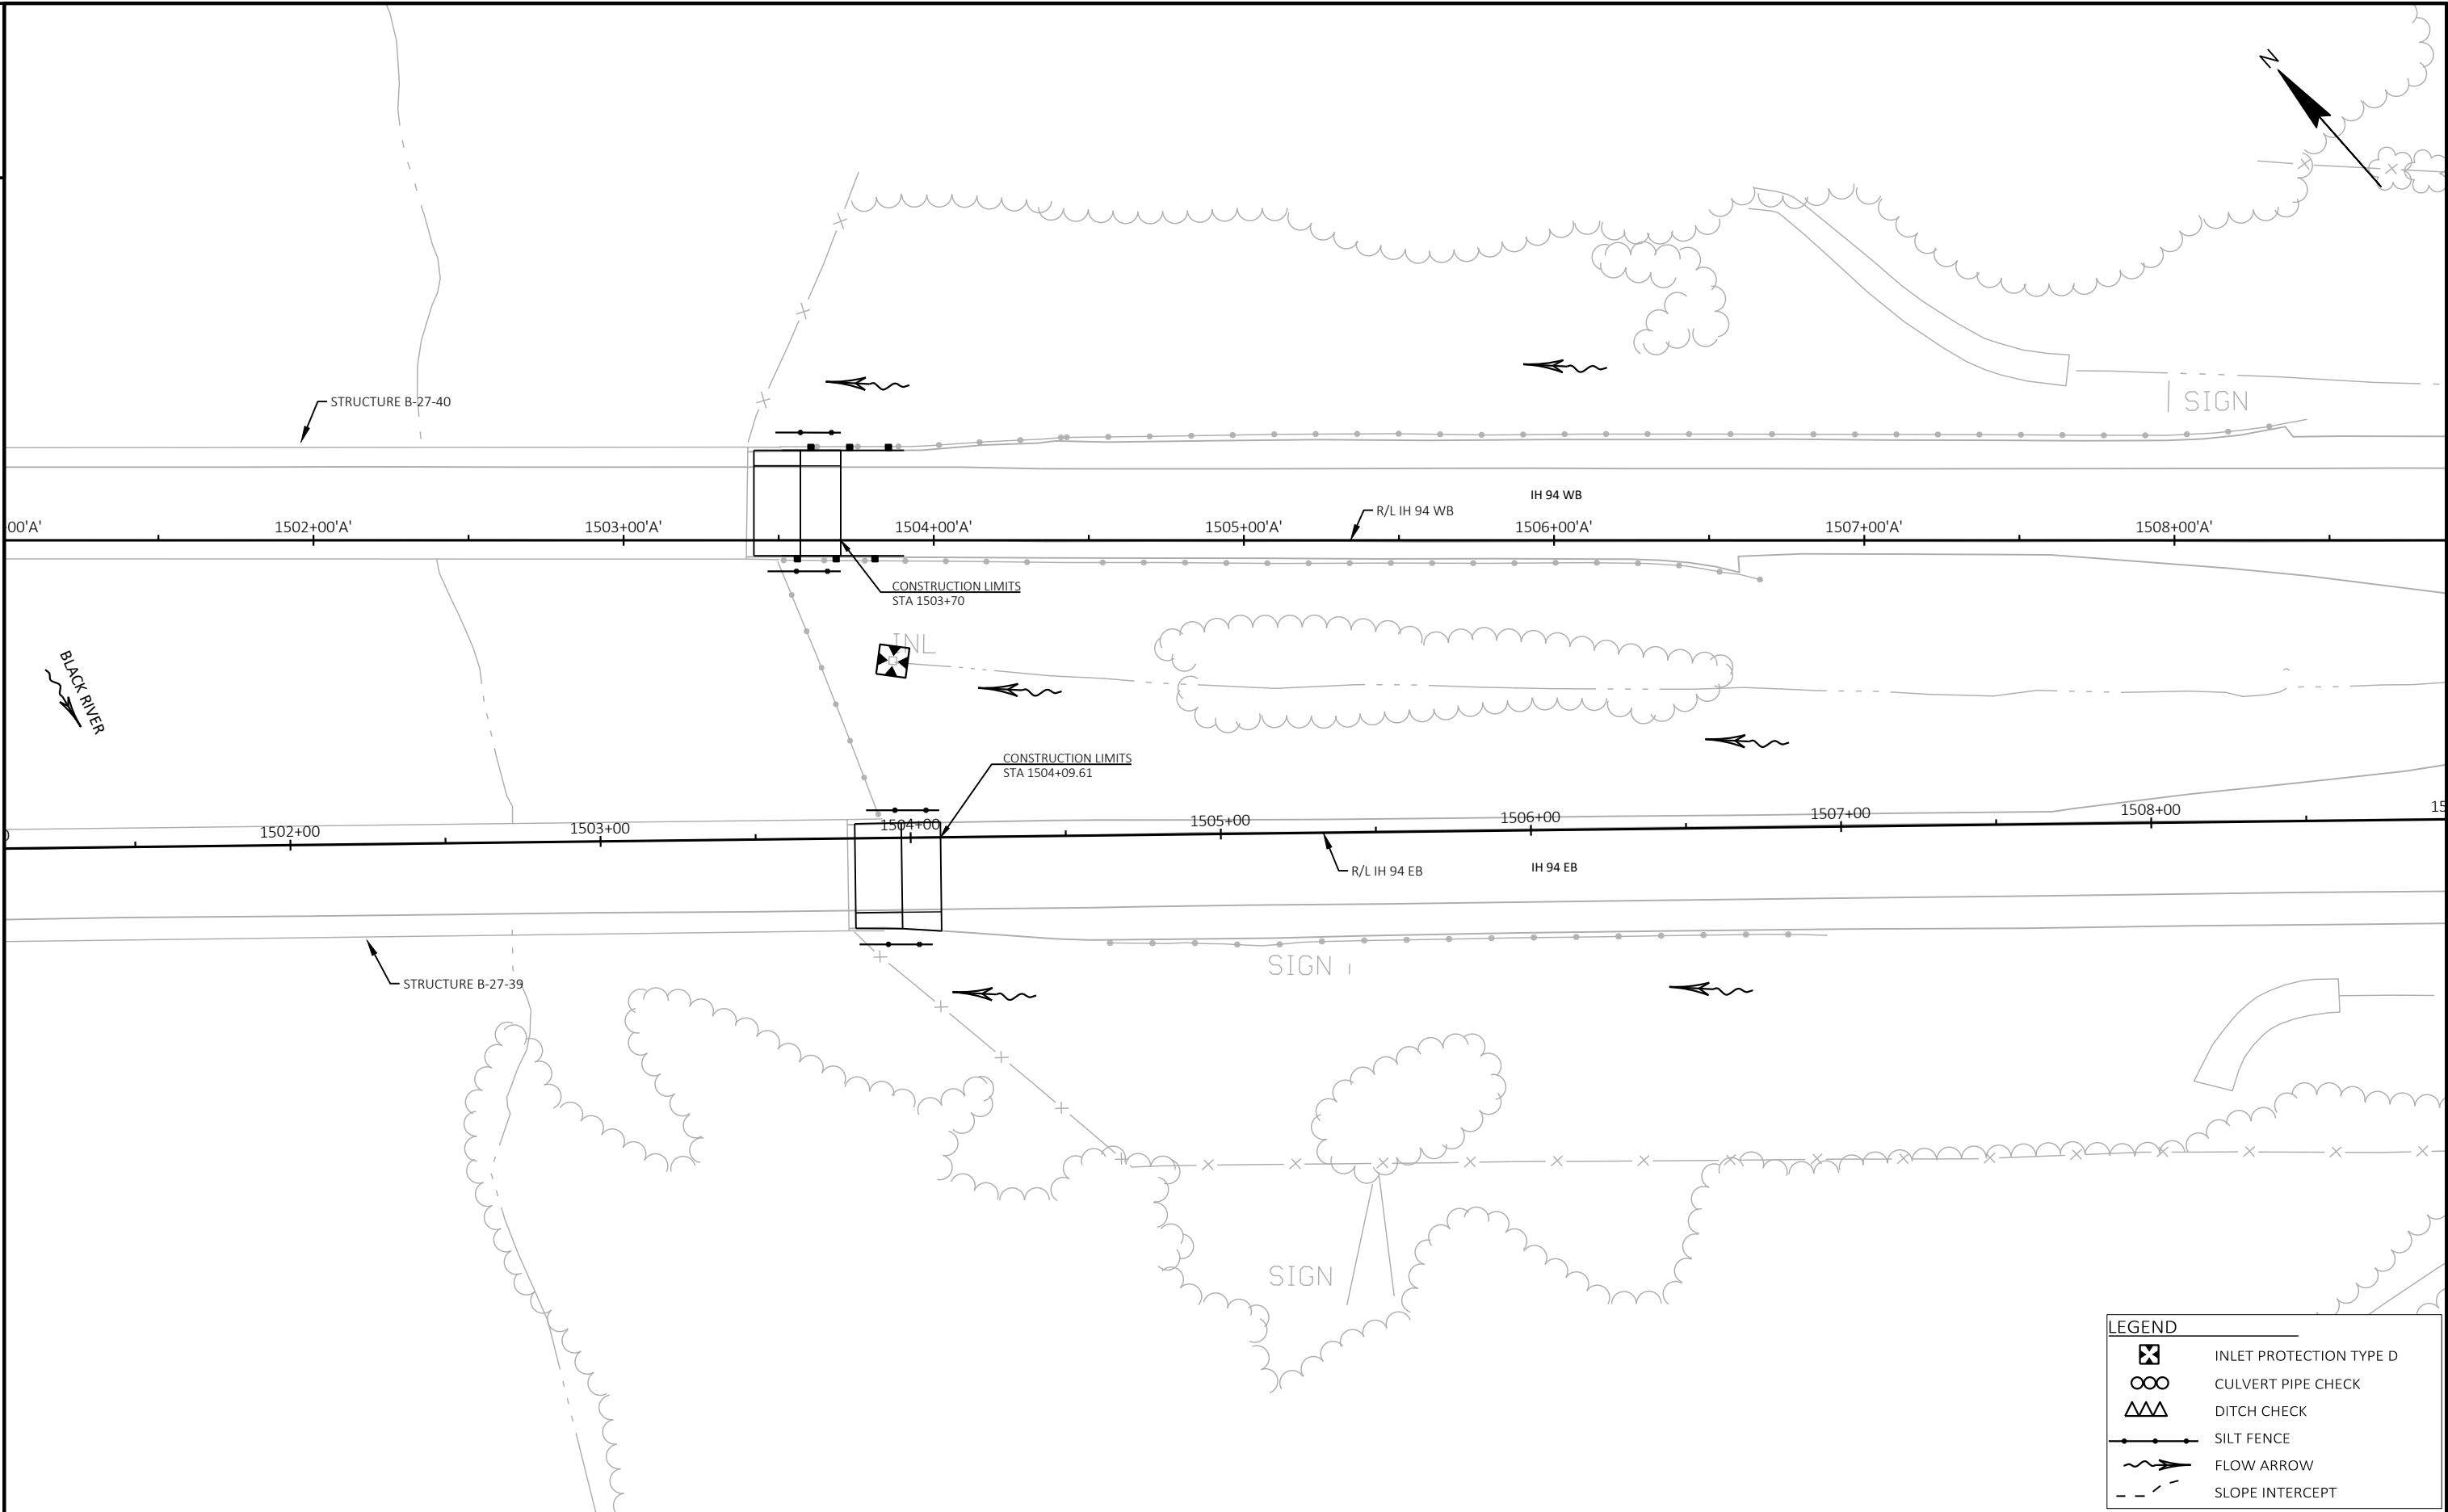 N
STRUCTURE B-27-40
SIGN
IH 94 WB
R/L IH 94 WB
00'A'
1502+00'A'
1503+00'A'
1504+00'A'
1505+00'A'
1506+00'A'
1507+00'A'
1508+00'A'
CONSTRUCTION LIMITS
STA 1503+70
INL
BLACK RIVER
CONSTRUCTION LIMITS
STA 1504+09.61
1502+00
1503+00
1504+00
1505+00
1506+00
1507+00
1508+00
15
R/L IH 94 EB
IH 94 EB
SIGN
STRUCTURE B-27-39
SIGN
LEGEND
INLET PROTECTION TYPE D
CULVERT PIPE CHECK
DITCH CHECK
SILT FENCE
FLOW ARROW
SLOPE INTERCEPT